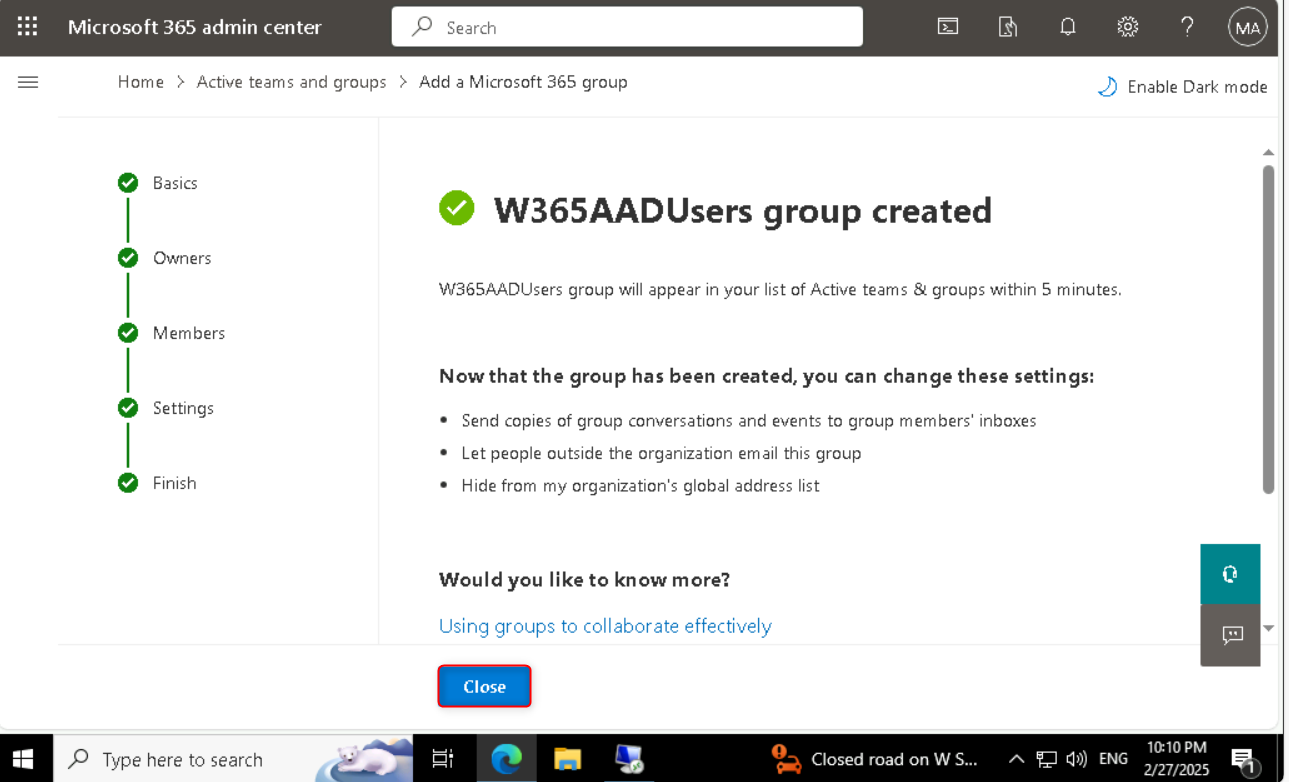 Microsoft 365 admin center
Search
MA
Home > Active teams and groups > Add a Microsoft 365 group
Enable Dark mode
Basics
Owners
Members
Settings
Finish
W365AADUsers group created
W365AADUsers group will appear in your list of Active teams & groups within 5 minutes.
Now that the group has been created, you can change these settings:
• Send copies of group conversations and events to group members' inboxes
• Let people outside the organization email this group
• Hide from my organization's global address list
Would you like to know more?
Using groups to collaborate effectively
Close
Type here to search
Closed road on W S...
ENG
10:10 PM
2/27/2025
1